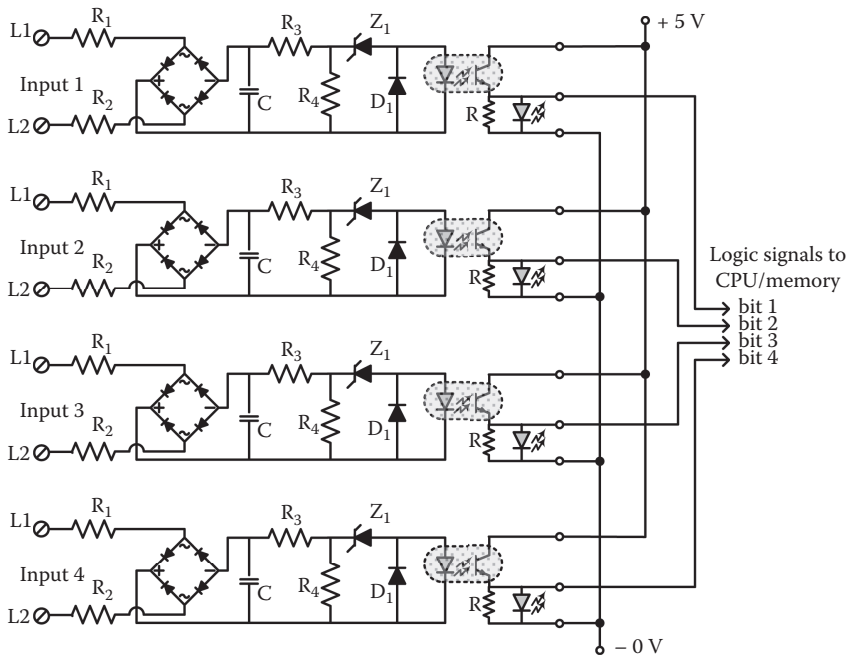 + 5 V
L1
R1
R3
Z1
Input 1
C
R4
D1
R
L2
R2
L1
R1
R3
Z1
Input 2
C
R4
D1
R
L2
R2
Logic signals to
CPU/memory
bit 1
bit 2
bit 3
bit 4
L1
R1
R3
Z1
Input 3
C
R4
D1
R
L2
R2
L1
R1
R3
Z1
Input 4
C
R4
D1
R
L2
R2
– 0 V